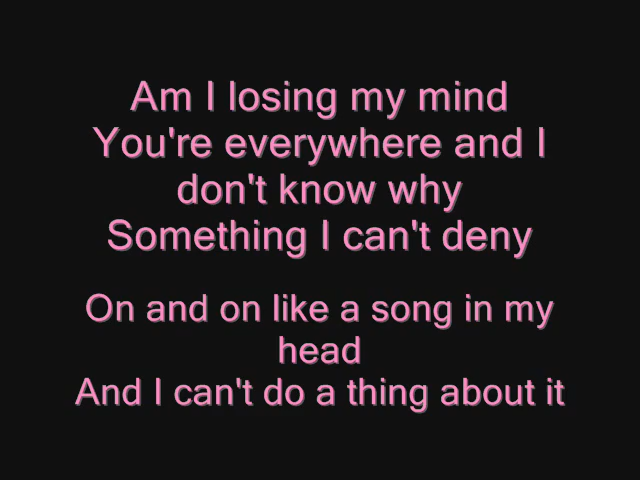 Am I losing my mind
You're everywhere and I
don't know why
Something I can't deny
On and on like a song in my
head
And I can't do a thing about it